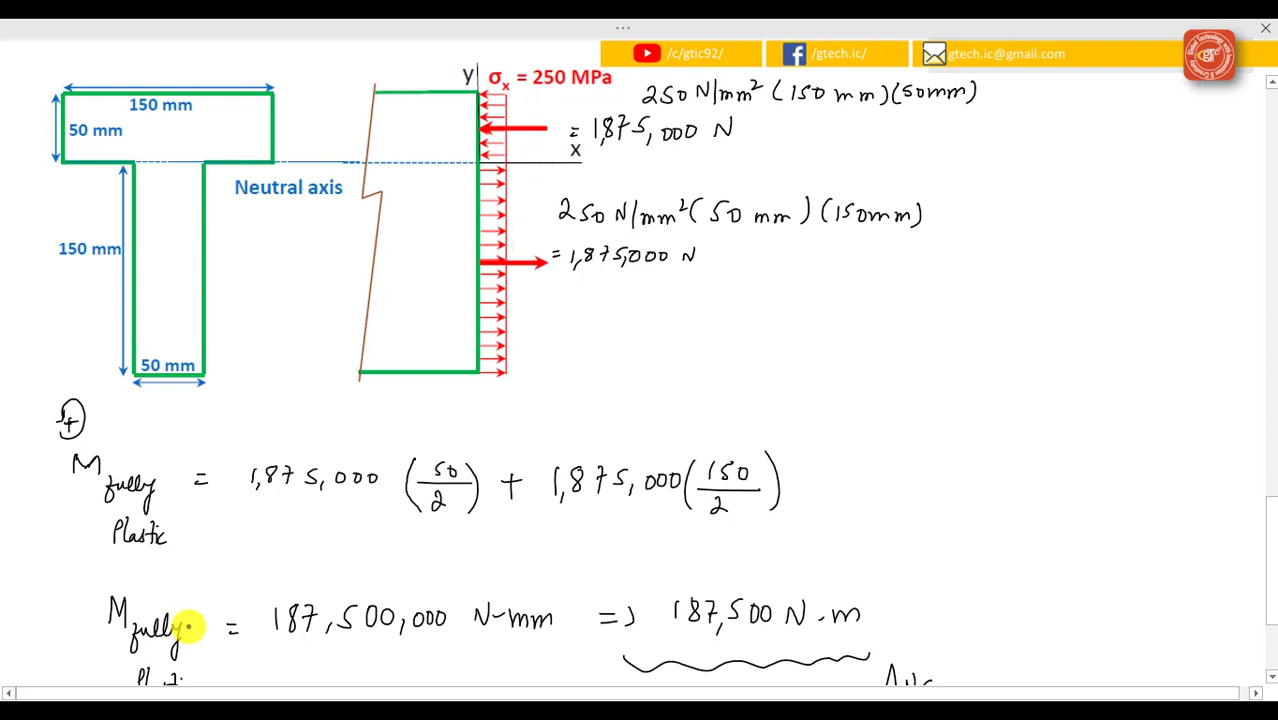 /c/gtic92/
/gtech.ic/
gtech.ic@gmail.com
y
σx = 250 MPa
150 mm
50 mm
250 N/mm² (150 mm)(50mm)
= 1,875,000 N
x
Neutral axis
250 N/mm² (50 mm) (150mm)
= 1,875,000 N
150 mm
50 mm
M fully Plastic = 1,875,000 (50/2) + 1,875,000 (150/2)
M fully = 187,500,000 N-mm => 187,500 N.m